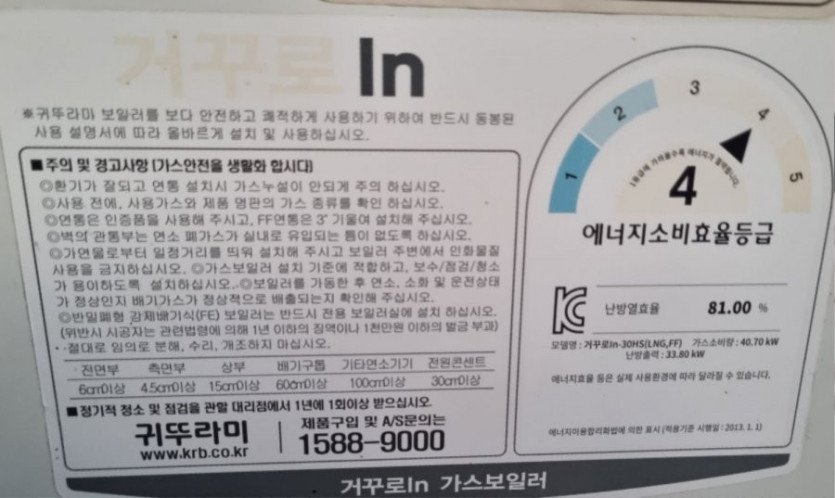 거꾸로In
※귀뚜라미 보일러를 보다 안전하고 쾌적하게 사용하기 위하여 반드시 동봉된
사용 설명서에 따라 올바르게 설치 및 사용하십시오.
■주의 및 경고사항 [가스안전을 생활화 합시다]
◎환기가 잘되고 연통 설치시 가스누설이 안되게 주의 하십시오.
◎사용 전에, 사용가스와 제품 명판의 가스 종류를 확인 하십시오.
◎연통은 인증품을 사용해 주시고, FF연통은 3° 기울여 설치해 주십시오.
◎벽의 관통부는 연소 폐가스가 실내로 유입되는 틈이 없도록 하십시오.
◎가연물로부터 일정거리를 띄워 설치해 주시고 보일러 주변에서 인화물질
사용을 금지하십시오. ◎가스보일러 설치 기준에 적합하고, 보수/점검/청소
가 용이하도록 설치하십시오. ◎보일러를 가동한 후 연소, 소화 및 운전상태
가 정상인지 배기가스가 정상적으로 배출되는지 확인해 주십시오.
◎반밀폐형 강제배기식(FE) 보일러는 반드시 전용 보일러실에 설치 하십시오.
(위반시 시공자는 관련법령에 의해 1년 이하의 징역이나 1천만원 이하의 벌금 부과)
절대로 임의로 분해, 수리, 개조하지 마십시오.
전면부 측면부 상부 배기구톱 기타연소기기 전원콘센트
6cm이상 4.5cm이상 15cm이상 60cm이상 100cm이상 30cm이상
■정기적 청소 및 점검을 관할 대리점에서 1년에 1회이상 받으십시오.
귀뚜라미
www.krb.co.kr
제품구입 및 A/S문의는
1588-9000
거꾸로In 가스보일러
1 2 3 4 5
1등급에 가까울수록 에너지가 절약됩니다.
4
에너지소비효율등급
난방열효율 81.00 %
모델명 : 거꾸로In-30HS(LNG,FF) 가스소비량 : 40.70 kW
난방출력 : 33.80 kW
에너지효율 등은 실제 사용환경에 따라 달라질 수 있습니다.
에너지이용합리화법에 의한 표시 (적용기준 시행일 : 2013. 1. 1)